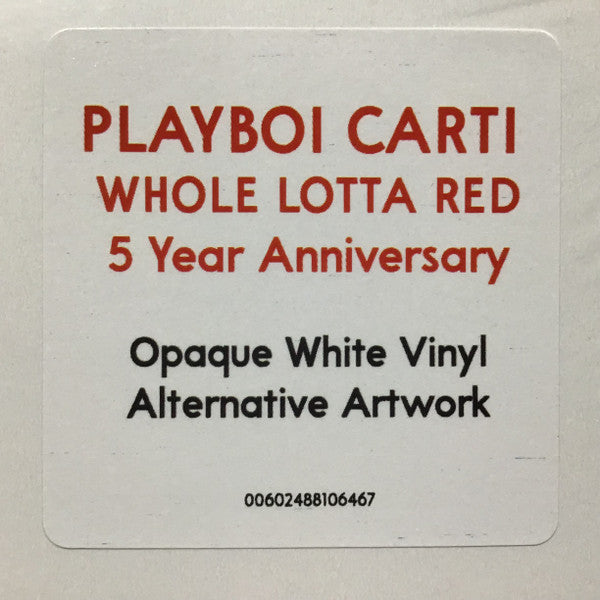 PLAYBOI CARTI
WHOLE LOTTA RED
5 Year Anniversary
Opaque White Vinyl
Alternative Artwork
00602488106467